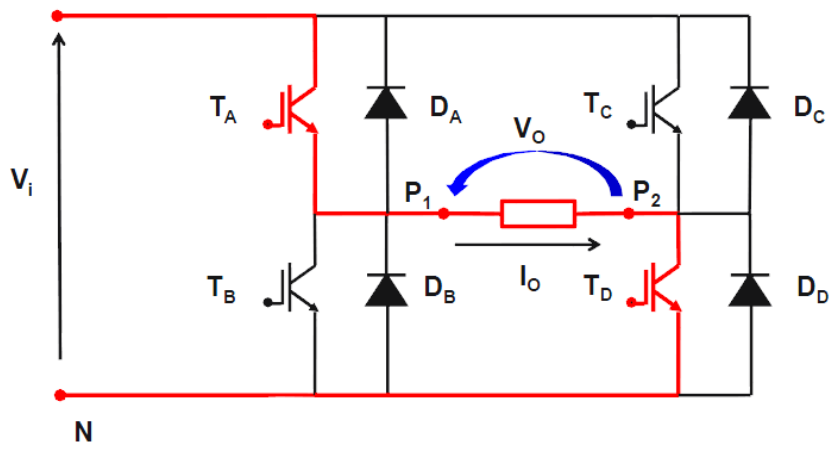 T_A D_A T_C D_C
V_O
V_i
P_1 P_2
T_B D_B I_O T_D D_D
N